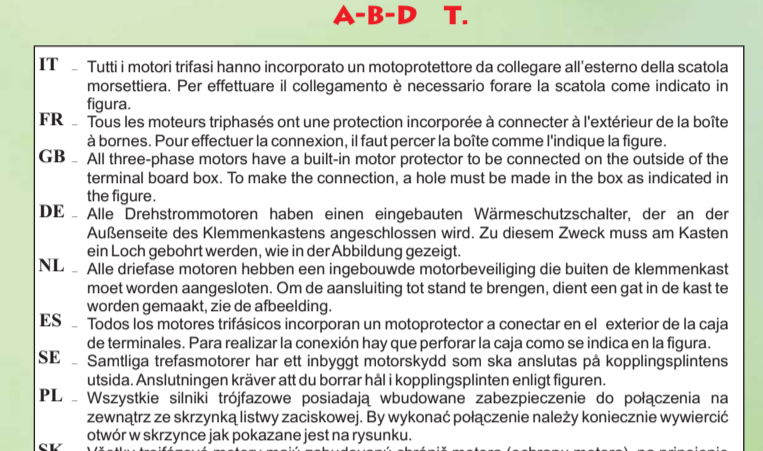 A-B-D T.
IT – Tutti i motori trifasi hanno incorporato un motoprotettore da collegare all'esterno della scatola
morsettiera. Per effettuare il collegamento è necessario forare la scatola come indicato in
figura.
FR – Tous les moteurs triphasés ont une protection incorporée à connecter à l'extérieur de la boîte
à bornes. Pour effectuer la connexion, il faut percer la boîte comme l'indique la figure.
GB – All three-phase motors have a built-in motor protector to be connected on the outside of the
terminal board box. To make the connection, a hole must be made in the box as indicated in
the figure.
DE – Alle Drehstrommotoren haben einen eingebauten Wärmeschutzschalter, der an der
Außenseite des Klemmenkastens angeschlossen wird. Zu diesem Zweck muss am Kasten
ein Loch gebohrt werden, wie in der Abbildung gezeigt.
NL – Alle driefase motoren hebben een ingebouwde motorbeveiliging die buiten de klemmenkast
moet worden aangesloten. Om de aansluiting tot stand te brengen, dient een gat in de kast te
worden gemaakt, zie de afbeelding.
ES – Todos los motores trifásicos incorporan un motoprotector a conectar en el exterior de la caja
de terminales. Para realizar la conexión hay que perforar la caja como se indica en la figura.
SE – Samtliga trefasmotorer har ett inbyggt motorskydd som ska anslutas på kopplingsplintens
utsida. Anslutningen kräver att du borrar hål i kopplingsplinten enligt figuren.
PL – Wszystkie silniki trójfazowe posiadają wbudowane zabezpieczenie do połączenia na
zewnątrz ze skrzynką listwy zaciskowej. By wykonać połączenie należy koniecznie wywiercić
otwór w skrzynce jak pokazane jest na rysunku.
SK – Všetky trojfázové motory majú zabudovaný chránič motora (ochranu motora), na pripojenie